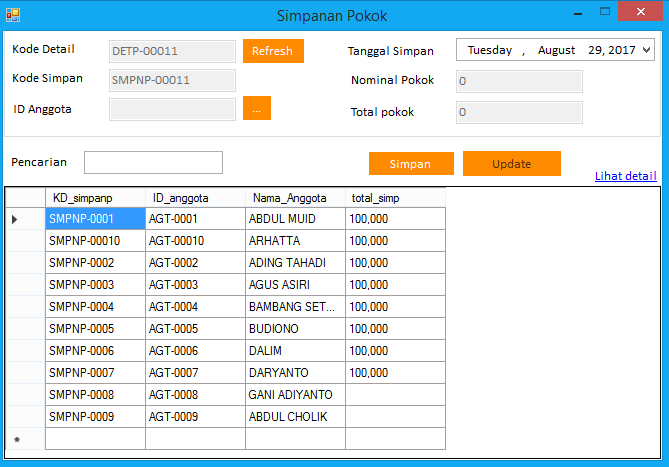 Simpanan Pokok
Kode Detail DETP-00011 Refresh Tanggal Simpan Tuesday , August 29, 2017
Kode Simpan SMPNP-00011 Nominal Pokok 0
ID Anggota ... Total pokok 0
Pencarian Simpan Update
Lihat detail
KD_simpanp ID_anggota Nama_Anggota total_simp
SMPNP-0001 AGT-0001 ABDUL MUID 100,000
SMPNP-00010 AGT-00010 ARHATTA 100,000
SMPNP-0002 AGT-0002 ADING TAHADI 100,000
SMPNP-0003 AGT-0003 AGUS ASIRI 100,000
SMPNP-0004 AGT-0004 BAMBANG SET... 100,000
SMPNP-0005 AGT-0005 BUDIONO 100,000
SMPNP-0006 AGT-0006 DALIM 100,000
SMPNP-0007 AGT-0007 DARYANTO 100,000
SMPNP-0008 AGT-0008 GANI ADIYANTO
SMPNP-0009 AGT-0009 ABDUL CHOLIK